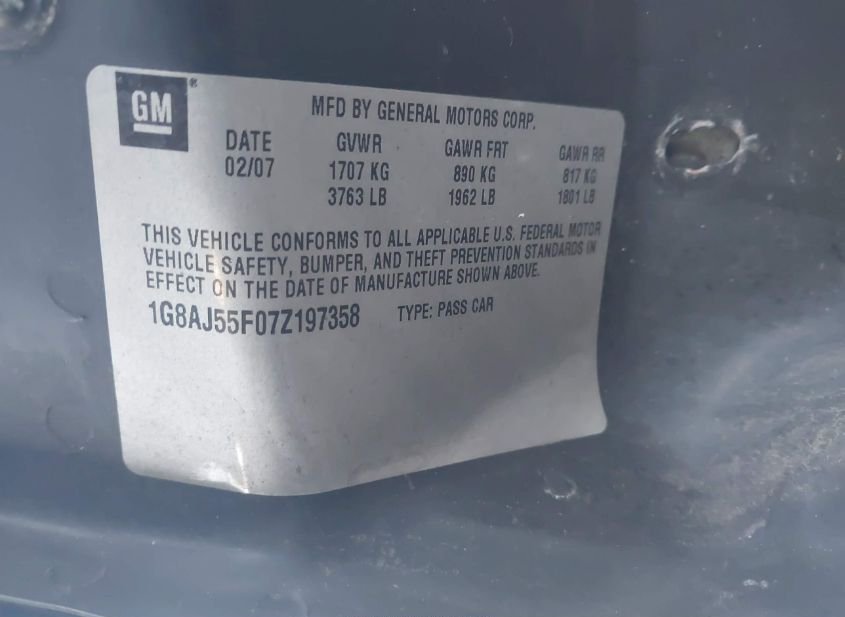 GM
MFD BY GENERAL MOTORS CORP.
DATE GVWR GAWR FRT GAWR RR
02/07 1707 KG 890 KG 817 KG
3763 LB 1962 LB 1801 LB
THIS VEHICLE CONFORMS TO ALL APPLICABLE U.S. FEDERAL MOTOR
VEHICLE SAFETY, BUMPER, AND THEFT PREVENTION STANDARDS IN
EFFECT ON THE DATE OF MANUFACTURE SHOWN ABOVE.
1G8AJ55F07Z197358 TYPE: PASS CAR